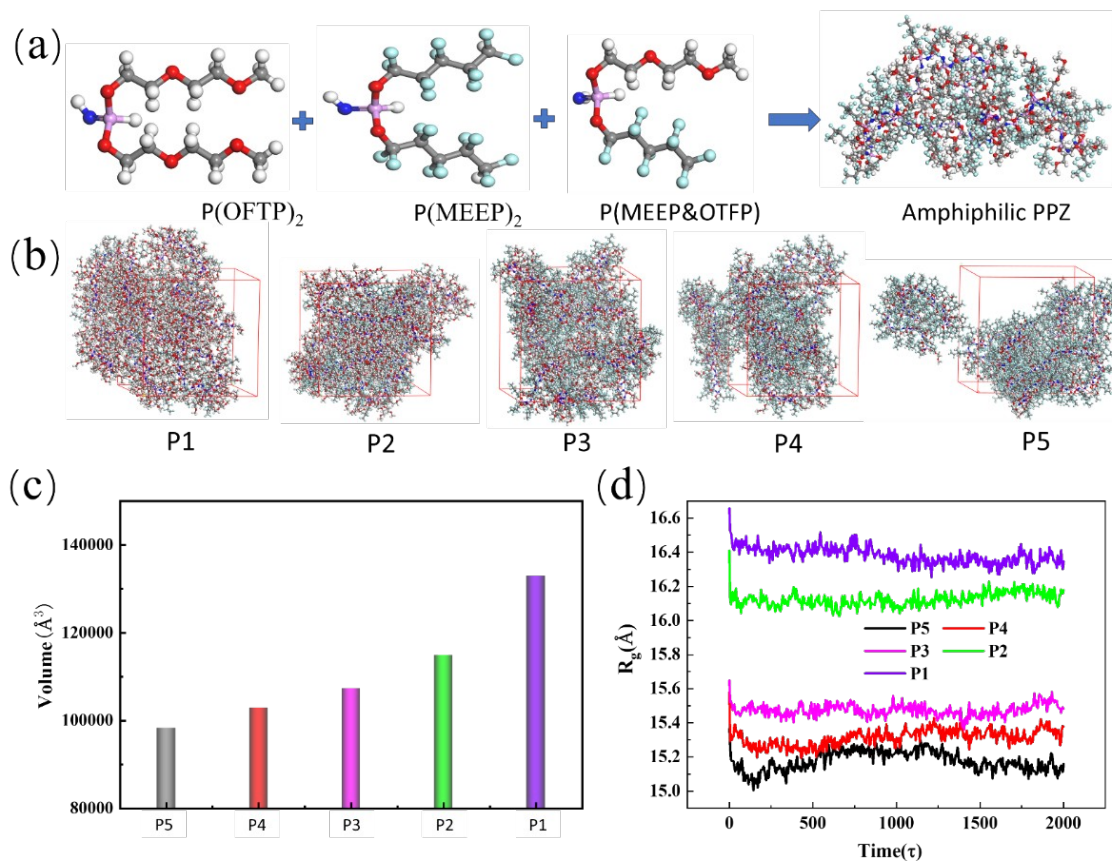 (a)
P(OFTP)₂
P(MEEP)₂
P(MEEP&OTFP)
Amphiphilic PPZ
(b)
P1
P2
P3
P4
P5
(c)
Volume (Å³)
140000
120000
100000
80000
P5 P4 P3 P2 P1
(d)
Rg(Å)
16.6
16.4
16.2
16.0
15.6
15.4
15.2
15.0
P5 P4
P3 P2
P1
0 500 1000 1500 2000
Time(τ)